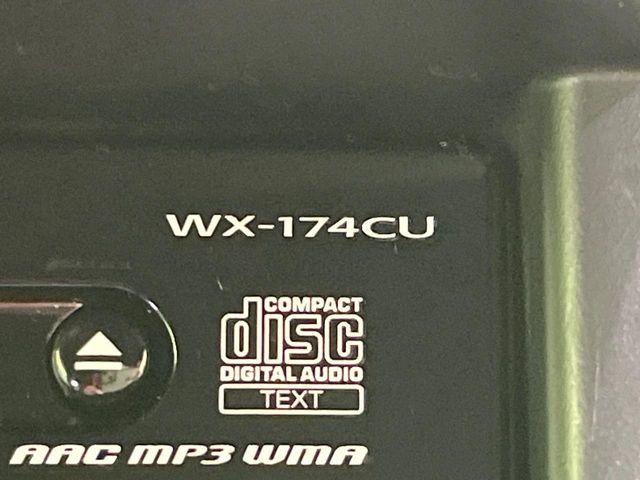 WX-174CU
COMPACT
disc
DIGITAL AUDIO
TEXT
AAC MP3 WMA